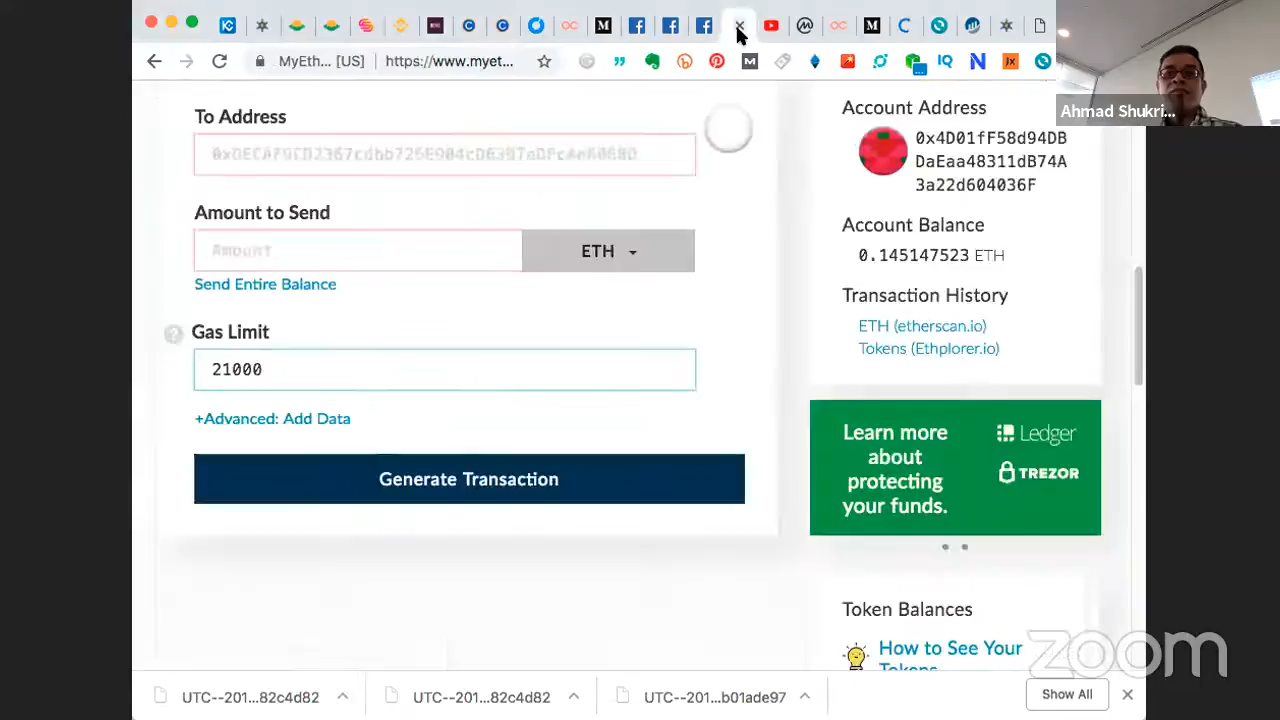 MyEth... [US]
https://www.myet...
Ahmad Shukri...
To Address
Amount to Send
Amount
ETH
Send Entire Balance
Gas Limit
21000
+Advanced: Add Data
Generate Transaction
Account Address
0x4D01fF58d94DB
DaEaa48311dB74A
3a22d604036F
Account Balance
0.145147523 ETH
Transaction History
ETH (etherscan.io)
Tokens (Ethplorer.io)
Learn more
about
protecting
your funds.
Ledger
TREZOR
Token Balances
How to See Your
Tokens
zoom
UTC--201...82c4d82
UTC--201...82c4d82
UTC--201...b01ade97
Show All